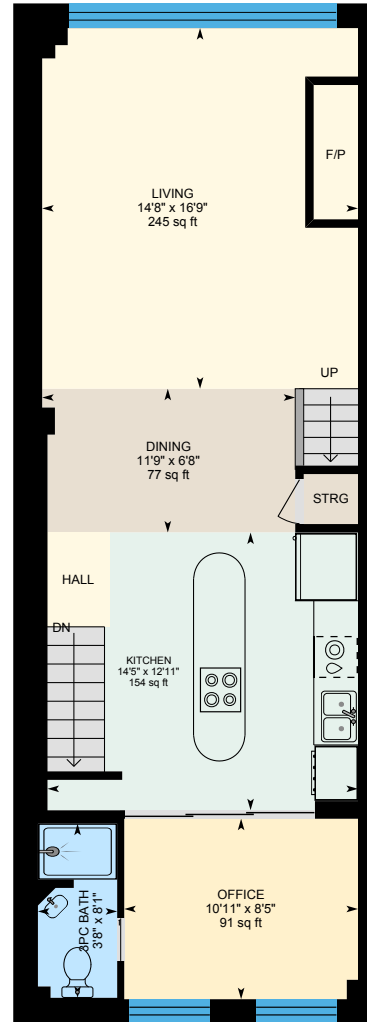 F/P
LIVING
14'8" x 16'9"
245 sq ft
UP
DINING
11'9" x 6'8"
77 sq ft
STRG
HALL
DN
KITCHEN
14'5" x 12'11"
154 sq ft
OFFICE
10'11" x 8'5"
91 sq ft
3PC BATH
3'8" x 8'1"